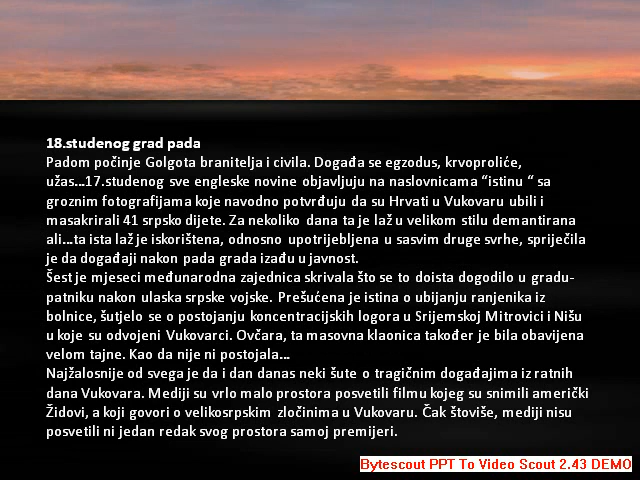 18.studenog grad pada
Padom počinje Golgota branitelja i civila. Događa se egzodus, krvoproliće,
užas...17.studenog sve engleske novine objavljuju na naslovnicama “istinu “ sa
groznim fotografijama koje navodno potvrđuju da su Hrvati u Vukovaru ubili i
masakrirali 41 srpsko dijete. Za nekoliko dana ta je laž u velikom stilu demantirana
ali...ta ista laž je iskorištena, odnosno upotrijebljena u sasvim druge svrhe, spriječila
je da događaji nakon pada grada izađu u javnost.
Šest je mjeseci međunarodna zajednica skrivala što se to doista dogodilo u gradu-
patniku nakon ulaska srpske vojske. Prešućena je istina o ubijanju ranjenika iz
bolnice, šutjelo se o postojanju koncentracijskih logora u Srijemskoj Mitrovici i Nišu
u koje su odvojeni Vukovarci. Ovčara, ta masovna klaonica također je bila obavijena
velom tajne. Kao da nije ni postojala...
Najžalosnije od svega je da i dan danas neki šute o tragičnim događajima iz ratnih
dana Vukovara. Mediji su vrlo malo prostora posvetili filmu kojeg su snimili američki
Židovi, a koji govori o velikosrpskim zločinima u Vukovaru. Čak štoviše, mediji nisu
posvetili ni jedan redak svog prostora samoj premijeri.
Bytescout PPT To Video Scout 2.43 DEMO